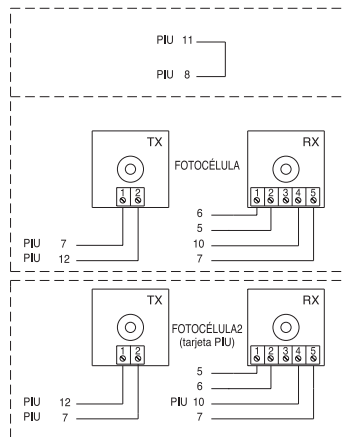 PIU 11
PIU 8
TX
RX
FOTOCÉLULA
1 2
1 2 3 4 5
6
5
PIU 7
10
PIU 12
7
TX
RX
FOTOCÉLULA2
(tarjeta PIU)
1 2
1 2 3 4 5
5
6
PIU 12
PIU 10
PIU 7
7